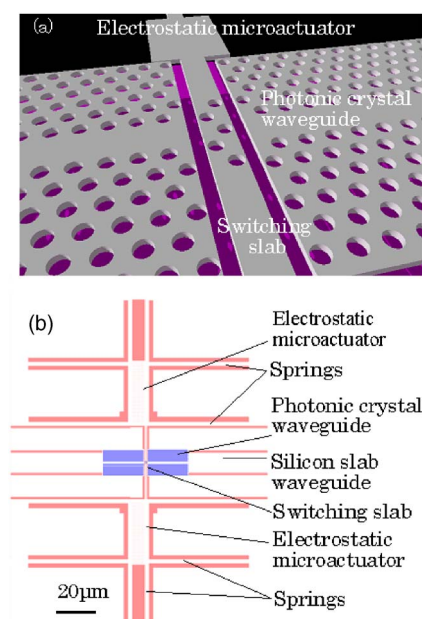 (a)
Electrostatic microactuator
Photonic crystal
waveguide
Switching
slab
(b)
Electrostatic
microactuator
Springs
Photonic crystal
waveguide
Silicon slab
waveguide
Switching slab
Electrostatic
microactuator
Springs
20µm